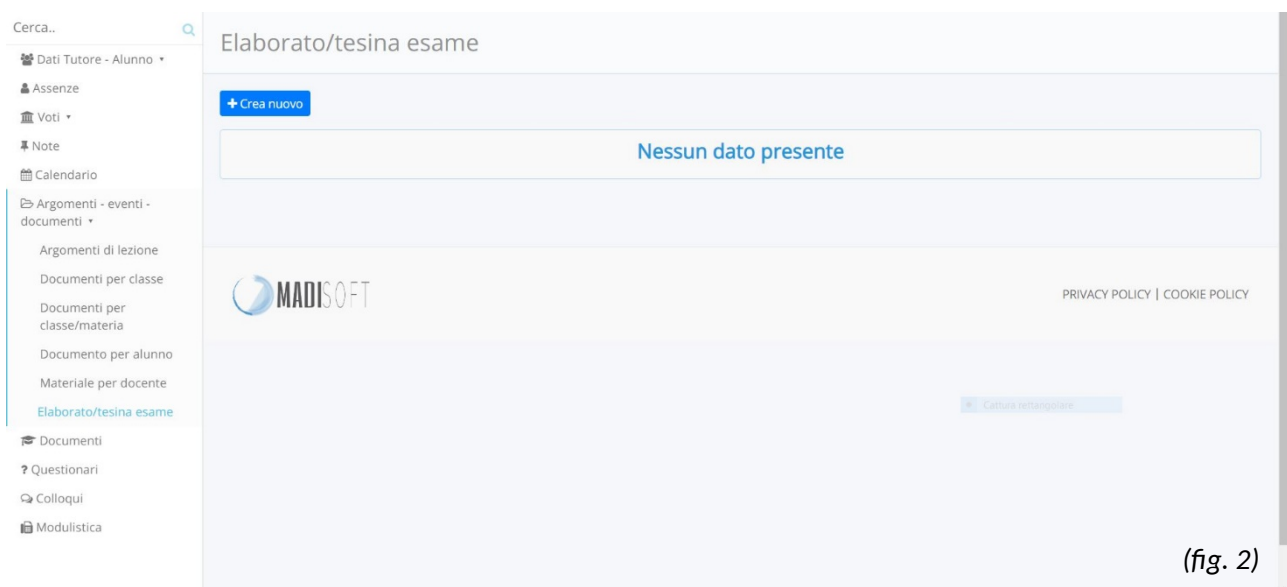 Cerca..
Dati Tutore - Alunno
Assenze
Voti
Note
Calendario
Argomenti - eventi -
documenti
Argomenti di lezione
Documenti per classe
Documenti per
classe/materia
Documento per alunno
Materiale per docente
Elaborato/tesina esame
Documenti
? Questionari
Colloqui
Modulistica
Elaborato/tesina esame
+ Crea nuovo
Nessun dato presente
MADISOFT
PRIVACY POLICY | COOKIE POLICY
Cattura rettangolare
(fig. 2)